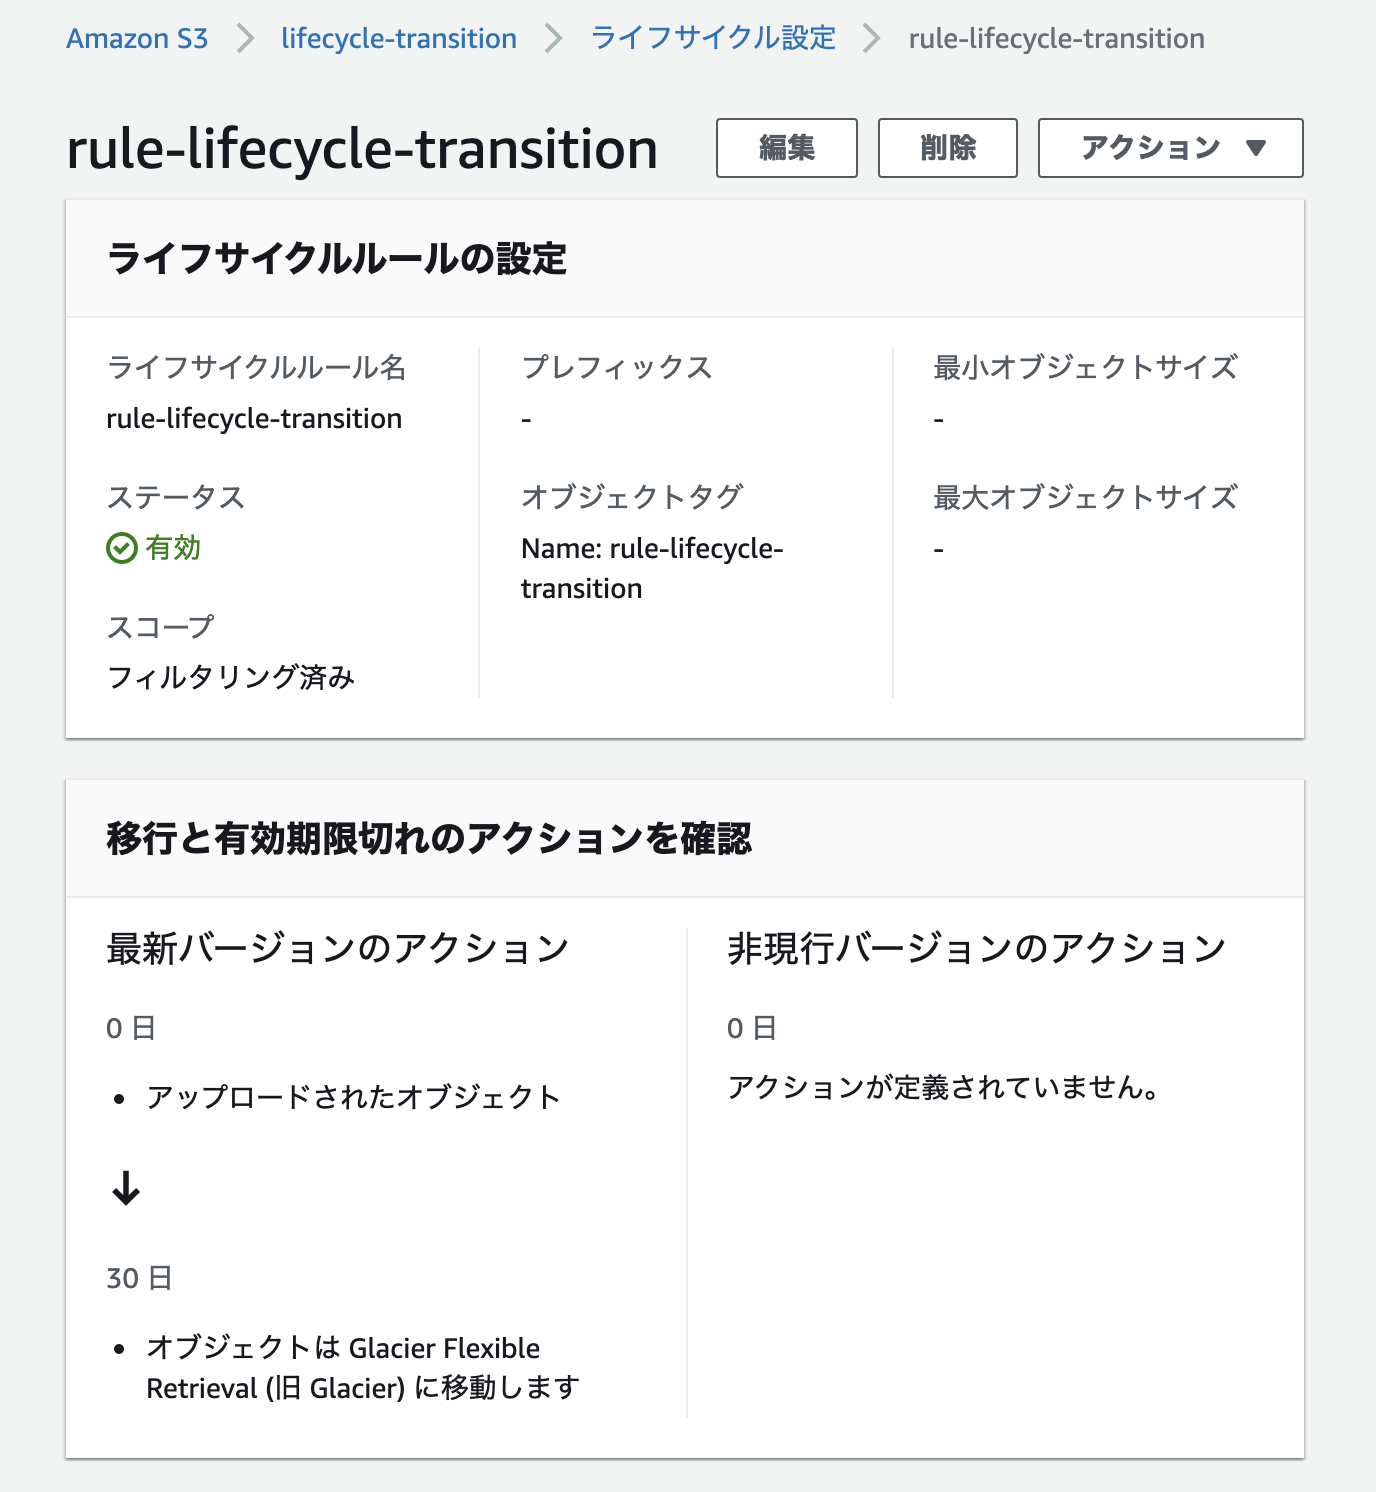 Amazon S3 > lifecycle-transition > ライフサイクル設定 > rule-lifecycle-transition
rule-lifecycle-transition
編集
削除
アクション ▼
ライフサイクルルールの設定
ライフサイクルルール名
rule-lifecycle-transition
ステータス
有効
スコープ
フィルタリング済み
プレフィックス
-
オブジェクトタグ
Name: rule-lifecycle-
transition
最小オブジェクトサイズ
-
最大オブジェクトサイズ
-
移行と有効期限切れのアクションを確認
最新バージョンのアクション
0 日
• アップロードされたオブジェクト
↓
30 日
• オブジェクトは Glacier Flexible
Retrieval (旧 Glacier) に移動します
非現行バージョンのアクション
0 日
アクションが定義されていません。